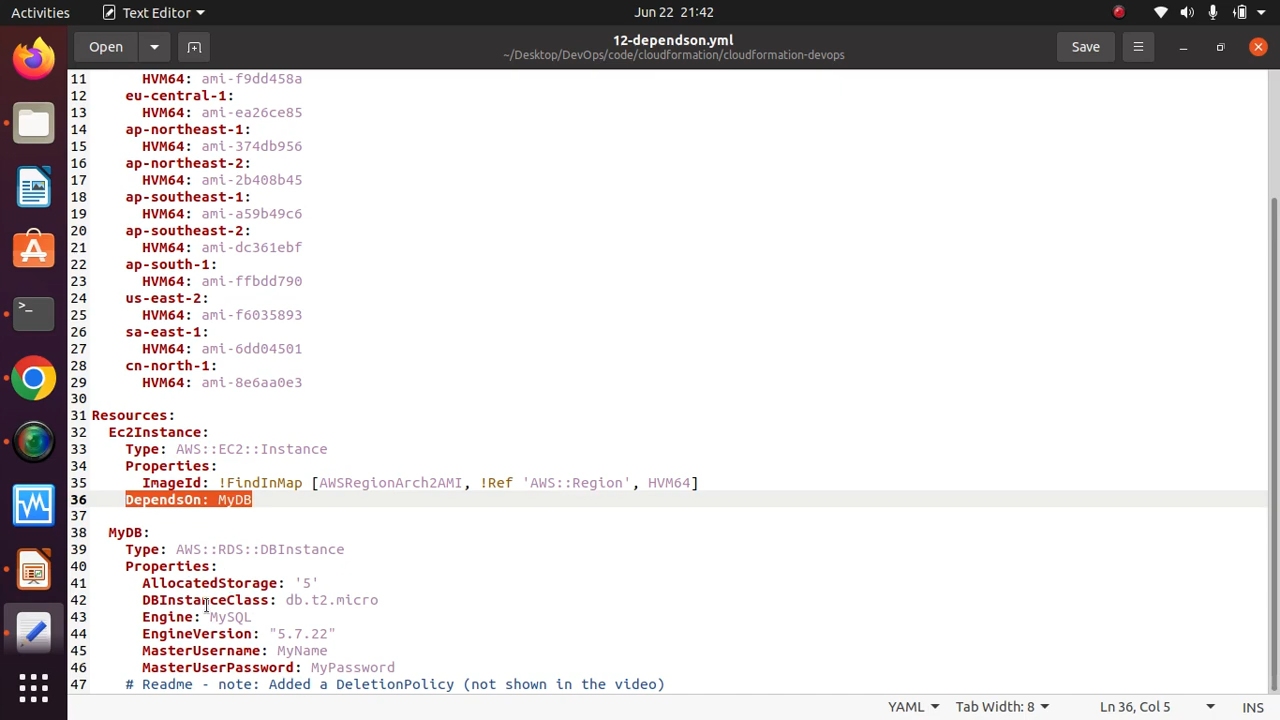 Activities
Text Editor
Jun 22 21:42
Open
12-dependson.yml
~/Desktop/DevOps/code/cloudformation/cloudformation-devops
Save
11 HVM64: ami-f9dd458a
12 eu-central-1:
13 HVM64: ami-ea26ce85
14 ap-northeast-1:
15 HVM64: ami-374db956
16 ap-northeast-2:
17 HVM64: ami-2b408b45
18 ap-southeast-1:
19 HVM64: ami-a59b49c6
20 ap-southeast-2:
21 HVM64: ami-dc361ebf
22 ap-south-1:
23 HVM64: ami-ffbdd790
24 us-east-2:
25 HVM64: ami-f6035893
26 sa-east-1:
27 HVM64: ami-6dd04501
28 cn-north-1:
29 HVM64: ami-8e6aa0e3
30
31 Resources:
32 Ec2Instance:
33 Type: AWS::EC2::Instance
34 Properties:
35 ImageId: !FindInMap [AWSRegionArch2AMI, !Ref 'AWS::Region', HVM64]
36 DependsOn: MyDB
37
38 MyDB:
39 Type: AWS::RDS::DBInstance
40 Properties:
41 AllocatedStorage: '5'
42 DBInstanceClass: db.t2.micro
43 Engine: MySQL
44 EngineVersion: "5.7.22"
45 MasterUsername: MyName
46 MasterUserPassword: MyPassword
47 # Readme - note: Added a DeletionPolicy (not shown in the video)
YAML
Tab Width: 8
Ln 36, Col 5
INS